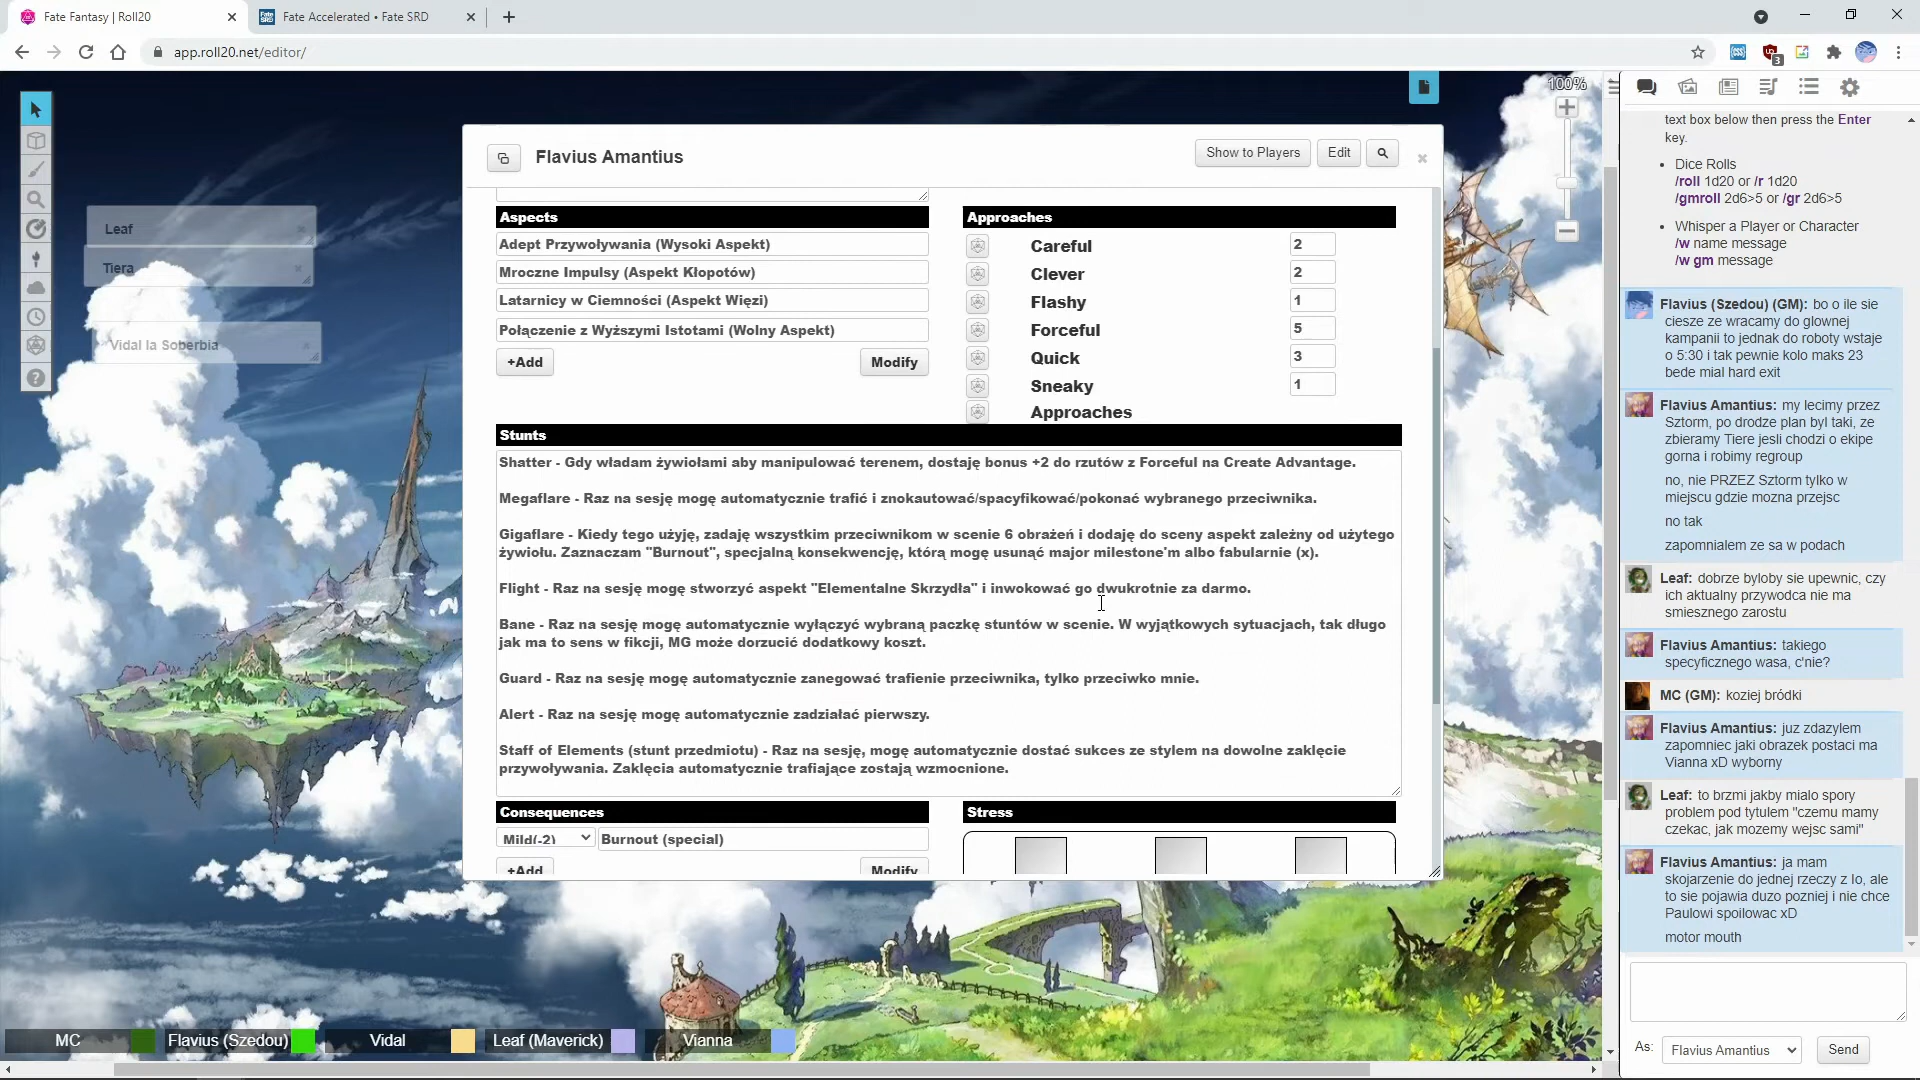 Fate Fantasy | Roll20
Fate Accelerated • Fate SRD
app.roll20.net/editor/
3
100%
Leaf
Tiera
Vidal la Soberbia
Flavius Amantius
Show to Players
Edit
Aspects
Adept Przywoływania (Wysoki Aspekt)
Mroczne Impulsy (Aspekt Kłopotów)
Latarnicy w Ciemności (Aspekt Więzi)
Połączenie z Wyższymi Istotami (Wolny Aspekt)
+Add
Modify
Approaches
Careful 2
Clever 2
Flashy 1
Forceful 5
Quick 3
Sneaky 1
Approaches
Stunts
Shatter - Gdy władam żywiołami aby manipulować terenem, dostaję bonus +2 do rzutów z Forceful na Create Advantage.
Megaflare - Raz na sesję mogę automatycznie trafić i znokautować/spacyfikować/pokonać wybranego przeciwnika.
Gigaflare - Kiedy tego użyję, zadaję wszystkim przeciwnikom w scenie 6 obrażeń i dodaję do sceny aspekt zależny od użytego
żywiołu. Zaznaczam "Burnout", specjalną konsekwencję, którą mogę usunąć major milestone'm albo fabularnie (x).
Flight - Raz na sesję mogę stworzyć aspekt "Elementalne Skrzydła" i inwokować go dwukrotnie za darmo.
Bane - Raz na sesję mogę automatycznie wyłączyć wybraną paczkę stuntów w scenie. W wyjątkowych sytuacjach, tak długo
jak ma to sens w fikcji, MG może dorzucić dodatkowy koszt.
Guard - Raz na sesję mogę automatycznie zanegować trafienie przeciwnika, tylko przeciwko mnie.
Alert - Raz na sesję mogę automatycznie zadziałać pierwszy.
Staff of Elements (stunt przedmiotu) - Raz na sesję, mogę automatycznie dostać sukces ze stylem na dowolne zaklęcie
przywoływania. Zaklęcia automatycznie trafiające zostają wzmocnione.
Consequences
Mild(-2)
Burnout (special)
+Add
Modify
Stress
text box below then press the Enter
key.
Dice Rolls
/roll 1d20 or /r 1d20
/gmroll 2d6>5 or /gr 2d6>5
Whisper a Player or Character
/w name message
/w gm message
Flavius (Szedou) (GM): bo o ile sie
ciesze ze wracamy do glownej
kampanii to jednak do roboty wstaje
o 5:30 i tak pewnie kolo maks 23
bede mial hard exit
Flavius Amantius: my lecimy przez
Sztorm, po drodze plan byl taki, ze
zbieramy Tiere jesli chodzi o ekipe
gorna i robimy regroup
no, nie PRZEZ Sztorm tylko w
miejscu gdzie mozna przejsc
no tak
zapomnialem ze sa w podach
Leaf: dobrze byloby sie upewnic, czy
ich aktualny przywodca nie ma
smiesznego zarostu
Flavius Amantius: takiego
specyficznego wasa, c'nie?
MC (GM): koziej bródki
Flavius Amantius: juz zdazylem
zapomniec jaki obrazek postaci ma
Vianna xD wyborny
Leaf: to brzmi jakby mialo spory
problem pod tytulem "czemu mamy
czekac, jak mozemy wejsc sami"
Flavius Amantius: ja mam
skojarzenie do jednej rzeczy z Io, ale
to sie pojawia duzo pozniej i nie chce
Paulowi spoilowac xD
motor mouth
MC
Flavius (Szedou)
Vidal
Leaf (Maverick)
Vianna
As:
Flavius Amantius
Send